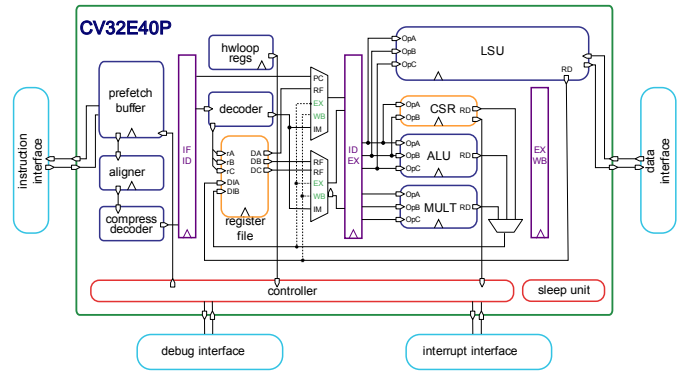 CV32E40P
instruction
interface
prefetch
buffer
aligner
compress
decoder
IF
ID
hwloop
regs
decoder
rA
rB
rC
DIA
DIB
DA
DB
DC
register
file
PC
RF
EX
WB
IM
RF
RF
EX
WB
IM
ID
EX
OpA
OpB
OpC
LSU
RD
OpA
OpB
CSR
OpA
OpB
OpC
ALU
RD
OpA
OpB
OpC
MULT
RD
EX
WB
data
interface
controller
sleep unit
debug interface
interrupt interface